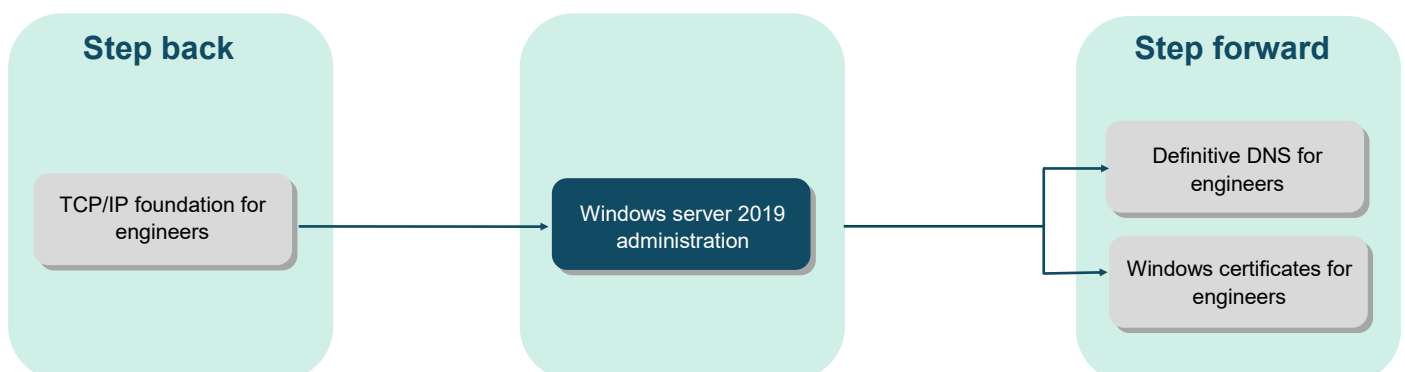 Step back
TCP/IP foundation for
engineers
Windows server 2019
administration
Step forward
Definitive DNS for
engineers
Windows certificates for
engineers